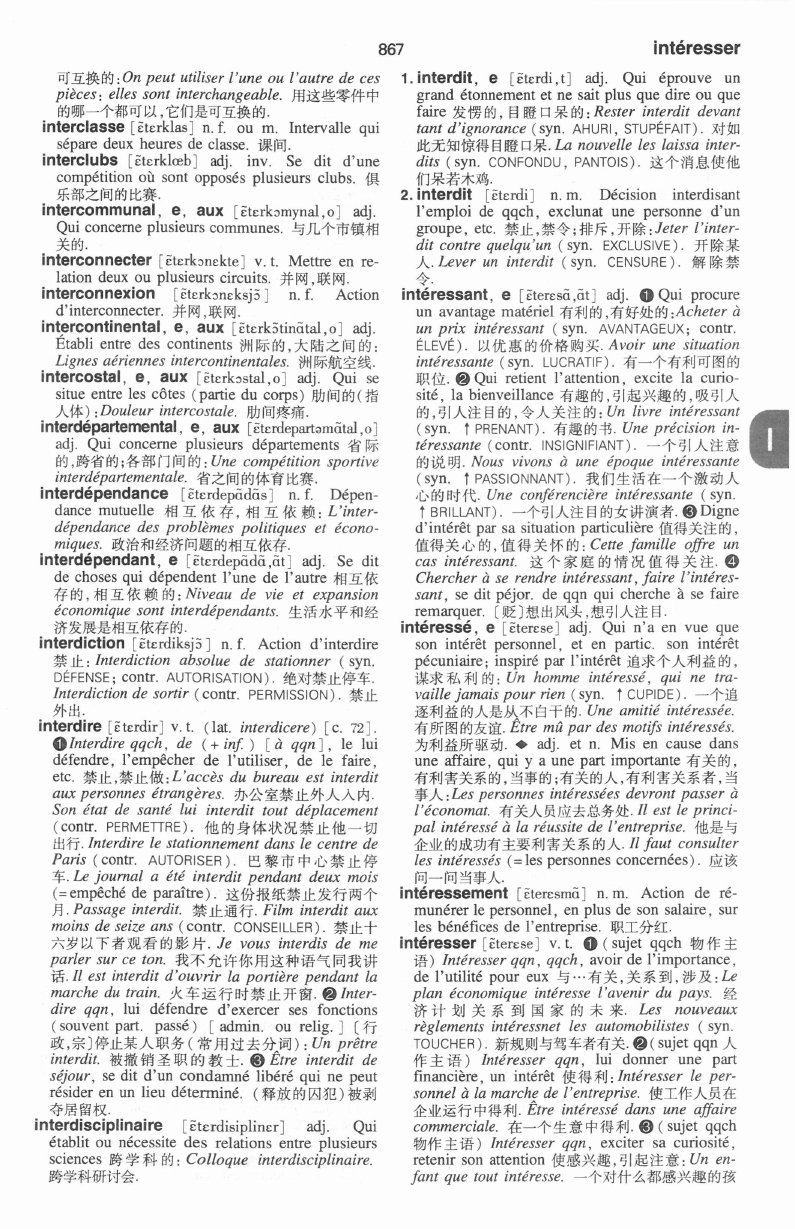 867
intéresser
可互换的:On peut utiliser l'une ou l'autre de ces
pièces; elles sont interchangeable. 用这些零件中
的哪一个都可以,它们是可互换的.
interclasse [ɛ̃tɛrklas] n. f. ou m. Intervalle qui
sépare deux heures de classe. 课间.
interclubs [ɛ̃tɛrklœb] adj. inv. Se dit d'une
compétition où sont opposés plusieurs clubs. 俱
乐部之间的比赛.
intercommunal, e, aux [ɛ̃tɛrkɔmynal,o] adj.
Qui concerne plusieurs communes. 与几个市镇相
关的.
interconnecter [ɛ̃tɛrkɔnɛkte] v. t. Mettre en re-
lation deux ou plusieurs circuits. 并网,联网.
interconnexion [ɛ̃tɛrkɔnɛksjɔ̃] n. f. Action
d'interconnecter. 并网,联网.
intercontinental, e, aux [ɛ̃tɛrkɔ̃tinɑ̃tal,o] adj.
Établi entre des continents 洲际的,大陆之间的:
Lignes aériennes intercontinentales. 洲际航空线.
intercostal, e, aux [ɛ̃tɛrkɔstal,o] adj. Qui se
situe entre les côtes (partie du corps) 肋间的(指
人体):Douleur intercostale. 肋间疼痛.
interdépartemental, e, aux [ɛ̃tɛrdepartəmɑ̃tal,o]
adj. Qui concerne plusieurs départements 省际
的,跨省的;各部门间的:Une compétition sportive
interdépartementale. 省之间的体育比赛.
interdépendance [ɛ̃tɛrdepɑ̃dɑ̃s] n. f. Dépen-
dance mutuelle 相互依存,相互依赖:L'inter-
dépendance des problèmes politiques et écono-
miques. 政治和经济问题的相互依存.
interdépendant, e [ɛ̃tɛrdepɑ̃dɑ̃,ɑ̃t] adj. Se dit
de choses qui dépendent l'une de l'autre 相互依
存的,相互依赖的:Niveau de vie et expansion
économique sont interdépendants. 生活水平和经
济发展是相互依存的.
interdiction [ɛ̃tɛrdiksjɔ̃] n. f. Action d'interdire
禁止:Interdiction absolue de stationner (syn.
DÉFENSE; contr. AUTORISATION). 绝对禁止停车.
Interdiction de sortir (contr. PERMISSION). 禁止
外出.
interdire [ɛ̃tɛrdir] v. t. (lat. interdicere) [c. 72].
❶Interdire qqch, de (+inf.) [à qqn], le lui
défendre, l'empêcher de l'utiliser, de le faire,
etc. 禁止,禁止做:L'accès du bureau est interdit
aux personnes étrangères. 办公室禁止外人入内.
Son état de santé lui interdit tout déplacement
(contr. PERMETTRE). 他的身体状况禁止他一切
出行. Interdire le stationnement dans le centre de
Paris (contr. AUTORISER). 巴黎市中心禁止停
车. Le journal a été interdit pendant deux mois
(=empêché de paraître). 这份报纸禁止发行两个
月. Passage interdit. 禁止通行. Film interdit aux
moins de seize ans (contr. CONSEILLER). 禁止十
六岁以下者观看的影片. Je vous interdis de me
parler sur ce ton. 我不允许你用这种语气同我讲
话. Il est interdit d'ouvrir la portière pendant la
marche du train. 火车运行时禁止开窗. ❷Inter-
dire qqn, lui défendre d'exercer ses fonctions
(souvent part. passé) [admin. ou relig.] [行
政,宗]停止某人职务(常用过去分词):Un prêtre
interdit. 被撤销圣职的教士. ❸Être interdit de
séjour, se dit d'un condamné libéré qui ne peut
résider en un lieu déterminé. (释放的囚犯)被剥
夺居留权.
interdisciplinaire [ɛ̃tɛrdisiplinɛr] adj. Qui
établit ou nécessite des relations entre plusieurs
sciences 跨学科的: Colloque interdisciplinaire.
跨学科研讨会.
1. interdit, e [ɛ̃tɛrdi,t] adj. Qui éprouve un
grand étonnement et ne sait plus que dire ou que
faire 发愣的,目瞪口呆的:Rester interdit devant
tant d'ignorance (syn. AHURI, STUPÉFAIT). 对如
此无知惊得目瞪口呆. La nouvelle les laissa inter-
dits (syn. CONFONDU, PANTOIS). 这个消息使他
们呆若木鸡.
2. interdit [ɛ̃tɛrdi] n. m. Décision interdisant
l'emploi de qqch, excluant une personne d'un
groupe, etc. 禁止,禁令;排斥,开除:Jeter l'inter-
dit contre quelqu'un (syn. EXCLUSIVE). 开除某
人. Lever un interdit (syn. CENSURE). 解除禁
令.
intéressant, e [ɛ̃terɛsɑ̃,ɑ̃t] adj. ❶Qui procure
un avantage matériel 有利的,有好处的:Acheter à
un prix intéressant (syn. AVANTAGEUX; contr.
ÉLEVÉ). 以优惠的价格购买. Avoir une situation
intéressante (syn. LUCRATIF). 有一个有利可图的
职位. ❷Qui retient l'attention, excite la curio-
sité, la bienveillance 有趣的,引起兴趣的,吸引人
的,引人注目的,令人关注的:Un livre intéressant
(syn. ↑PRENANT). 有趣的书. Une précision in-
téressante (contr. INSIGNIFIANT). 一个引人注意
的说明. Nous vivons à une époque intéressante
(syn. ↑PASSIONNANT). 我们生活在一个激动人
心的时代. Une conférencière intéressante (syn.
↑BRILLANT). 一个引人注目的女讲演者. ❸Digne
d'intérêt par sa situation particulière 值得关注的,
值得关心的,值得关怀的:Cette famille offre un
cas intéressant. 这个家庭的情况值得关注. ❹
Chercher à se rendre intéressant, faire l'intéres-
sant, se dit péjor. de qqn qui cherche à se faire
remarquer. [贬]想出风头,想引人注目.
intéressé, e [ɛ̃terɛse] adj. Qui n'a en vue que
son intérêt personnel, et en partic. son intérêt
pécuniaire; inspiré par l'intérêt 追求个人利益的,
谋求私利的: Un homme intéressé, qui ne tra-
vaille jamais pour rien (syn. ↑CUPIDE). 一个追
逐利益的人是从不白干的. Une amitié intéressée.
有所图的友谊. Être mû par des motifs intéressés.
为利益所驱动. ◆ adj. et n. Mis en cause dans
une affaire, qui y a une part importante 有关的,
有利害关系的,当事的;有关的人,有利害关系者,当
事人:Les personnes intéressées devront passer à
l'économat. 有关人员应去总务处. Il est le princi-
pal intéressé à la réussite de l'entreprise. 他是与
企业的成功有主要利害关系的人. Il faut consulter
les intéressés (=les personnes concernées). 应该
问一问当事人.
intéressement [ɛ̃terɛsmɑ̃] n. m. Action de ré-
munérer le personnel, en plus de son salaire, sur
les bénéfices de l'entreprise. 职工分红.
intéresser [ɛ̃terɛse] v. t. ❶(sujet qqch 物作主
语) Intéresser qqn, qqch, avoir de l'importance,
de l'utilité pour eux 与…有关,关系到,涉及:Le
plan économique intéresse l'avenir du pays. 经
济计划关系到国家的未来. Les nouveaux
règlements intéressnet les automobilistes (syn.
TOUCHER). 新规则与驾车者有关. ❷(sujet qqn 人
作主语) Intéresser qqn, lui donner une part
financière, un intérêt 使得利:Intéresser le per-
sonnel à la marche de l'entreprise. 使工作人员在
企业运行中得利. Être intéressé dans une affaire
commerciale. 在一个生意中得利. ❸(sujet qqch
物作主语) Intéresser qqn, exciter sa curiosité,
retenir son attention 使感兴趣,引起注意:Un en-
fant que tout intéresse. 一个对什么都感兴趣的孩
I